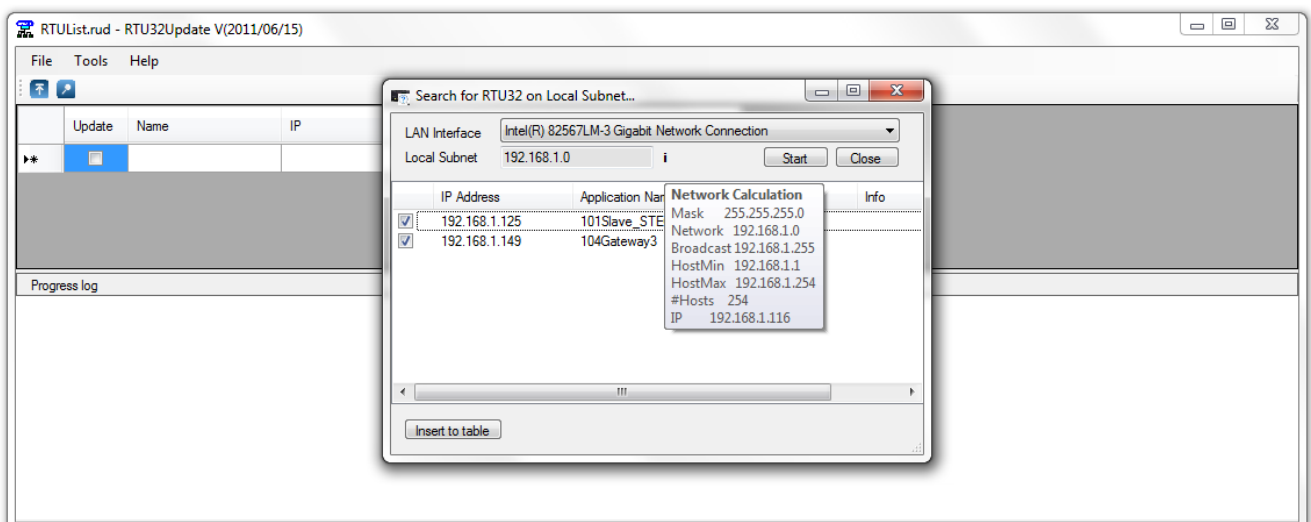 RTUList.rud - RTU32Update V(2011/06/15)
File Tools Help
Update Name IP
Search for RTU32 on Local Subnet...
LAN Interface Intel(R) 82567LM-3 Gigabit Network Connection
Local Subnet 192.168.1.0 i Start Close
IP Address Application Nar Info
192.168.1.125 101Slave_STE
192.168.1.149 104Gateway3
Network Calculation
Mask 255.255.255.0
Network 192.168.1.0
Broadcast 192.168.1.255
HostMin 192.168.1.1
HostMax 192.168.1.254
#Hosts 254
IP 192.168.1.116
Insert to table
Progress log